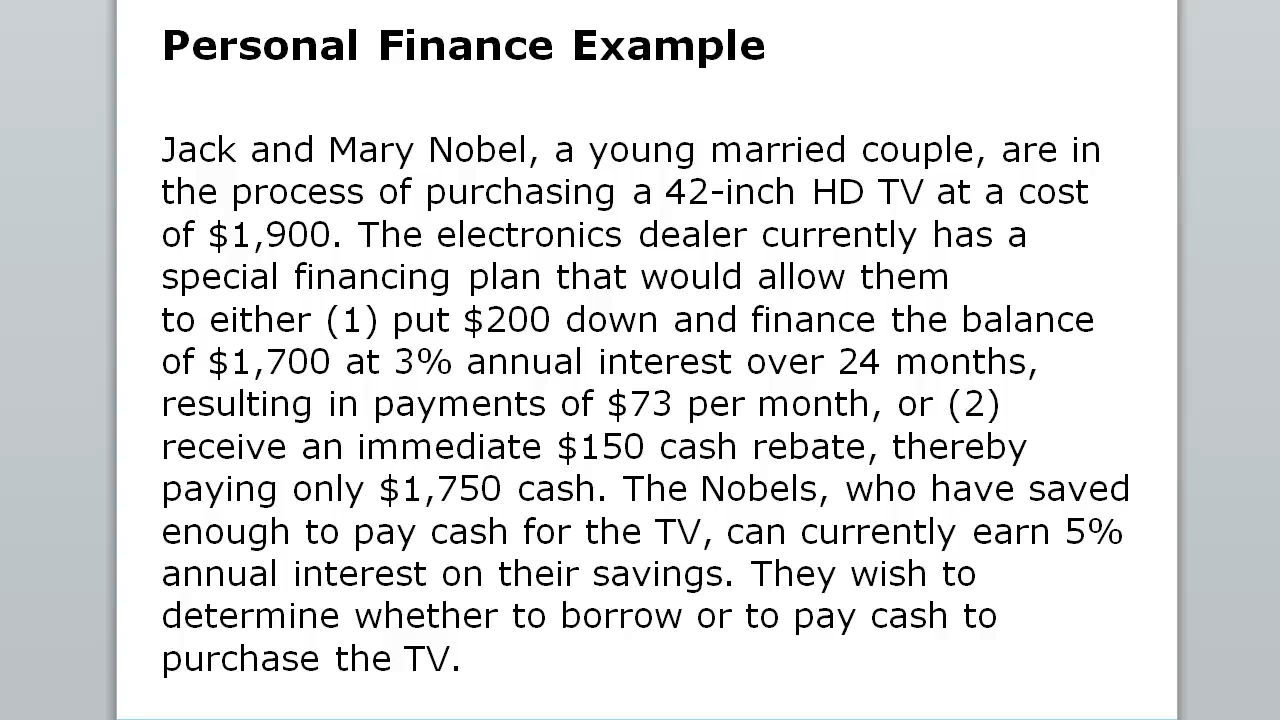 Personal Finance Example
Jack and Mary Nobel, a young married couple, are in
the process of purchasing a 42-inch HD TV at a cost
of $1,900. The electronics dealer currently has a
special financing plan that would allow them
to either (1) put $200 down and finance the balance
of $1,700 at 3% annual interest over 24 months,
resulting in payments of $73 per month, or (2)
receive an immediate $150 cash rebate, thereby
paying only $1,750 cash. The Nobels, who have saved
enough to pay cash for the TV, can currently earn 5%
annual interest on their savings. They wish to
determine whether to borrow or to pay cash to
purchase the TV.